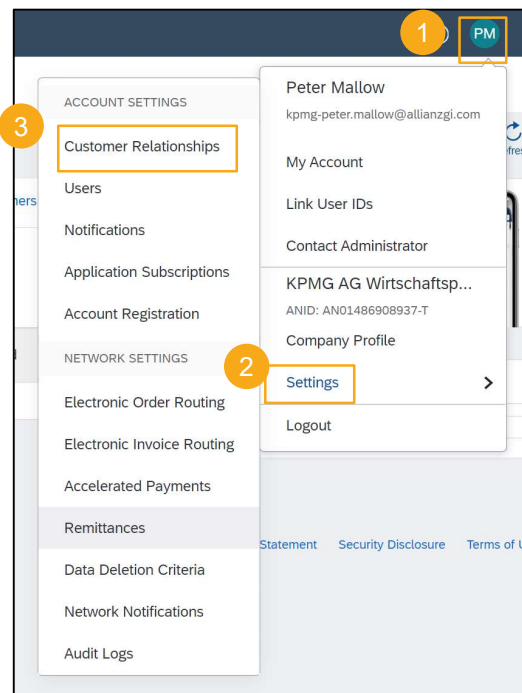 1
PM
Peter Mallow
kpmg-peter.mallow@allianzgi.com
My Account
Link User IDs
Contact Administrator
KPMG AG Wirtschaftsp...
ANID: AN01486908937-T
Company Profile
2
Settings
Logout
3
ACCOUNT SETTINGS
Customer Relationships
Users
Notifications
Application Subscriptions
Account Registration
NETWORK SETTINGS
Electronic Order Routing
Electronic Invoice Routing
Accelerated Payments
Remittances
Data Deletion Criteria
Network Notifications
Audit Logs
Statement Security Disclosure Terms of